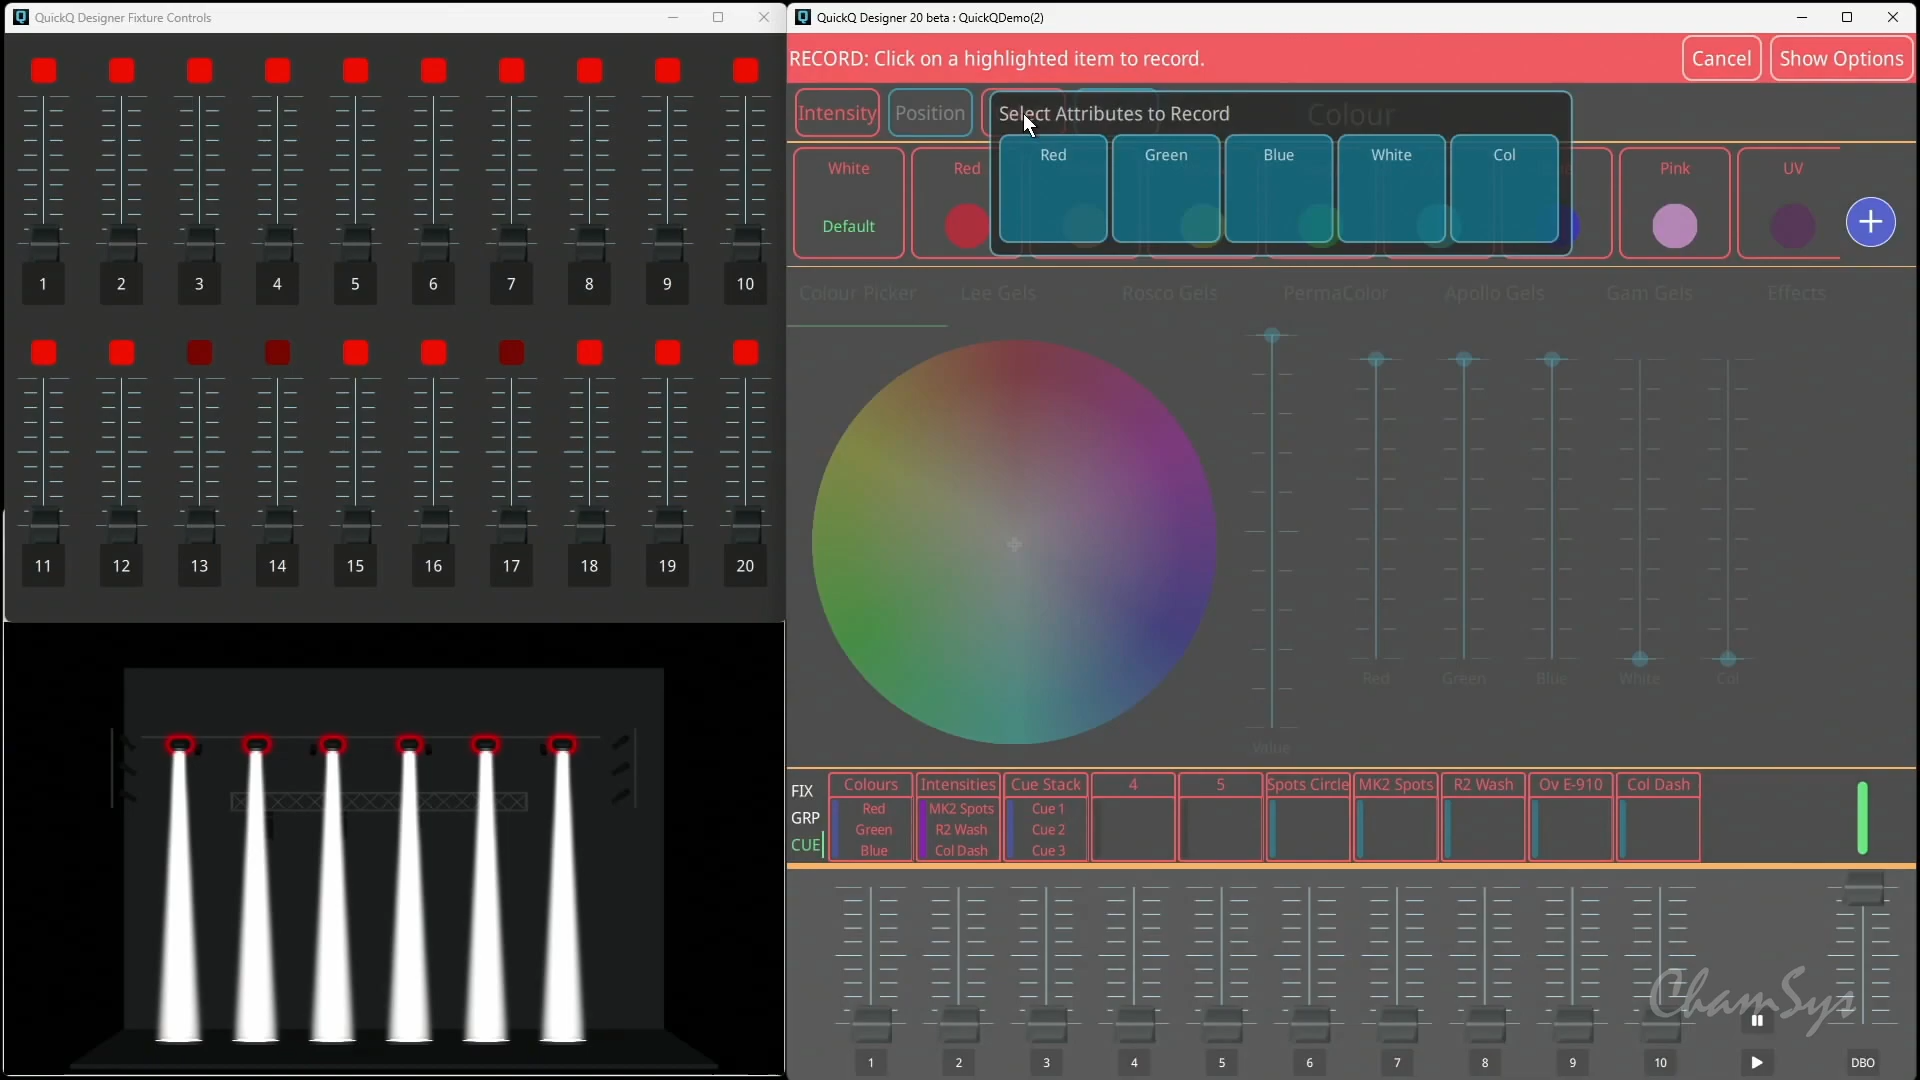 QuickQ Designer Fixture Controls
1 2 3 4 5 6 7 8 9 10
11 12 13 14 15 16 17 18 19 20
QuickQ Designer 20 beta : QuickQDemo(2)
RECORD: Click on a highlighted item to record.
Cancel
Show Options
Intensity
Position
Colour
Select Attributes to Record
Red
Green
Blue
White
Col
White
Default
Red
Pink
UV
Colour Picker
Lee Gels
Rosco Gels
PermaColor
Apollo Gels
Gam Gels
Effects
Value
Red
Green
Blue
White
Col
FIX
GRP
CUE
Colours
Red
Green
Blue
Intensities
MK2 Spots
R2 Wash
Col Dash
Cue Stack
Cue 1
Cue 2
Cue 3
4
5
Spots Circle
MK2 Spots
R2 Wash
Ov E-910
Col Dash
ChamSys
1 2 3 4 5 6 7 8 9 10
DBO